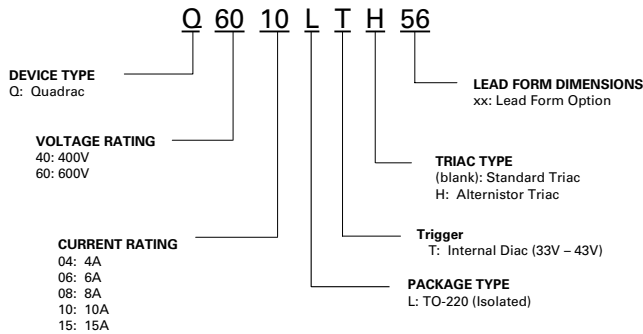 Q 60 10 L T H 56
DEVICE TYPE
Q: Quadrac
VOLTAGE RATING
40: 400V
60: 600V
CURRENT RATING
04: 4A
06: 6A
08: 8A
10: 10A
15: 15A
LEAD FORM DIMENSIONS
xx: Lead Form Option
TRIAC TYPE
(blank): Standard Triac
H: Alternistor Triac
Trigger
T: Internal Diac (33V – 43V)
PACKAGE TYPE
L: TO-220 (Isolated)